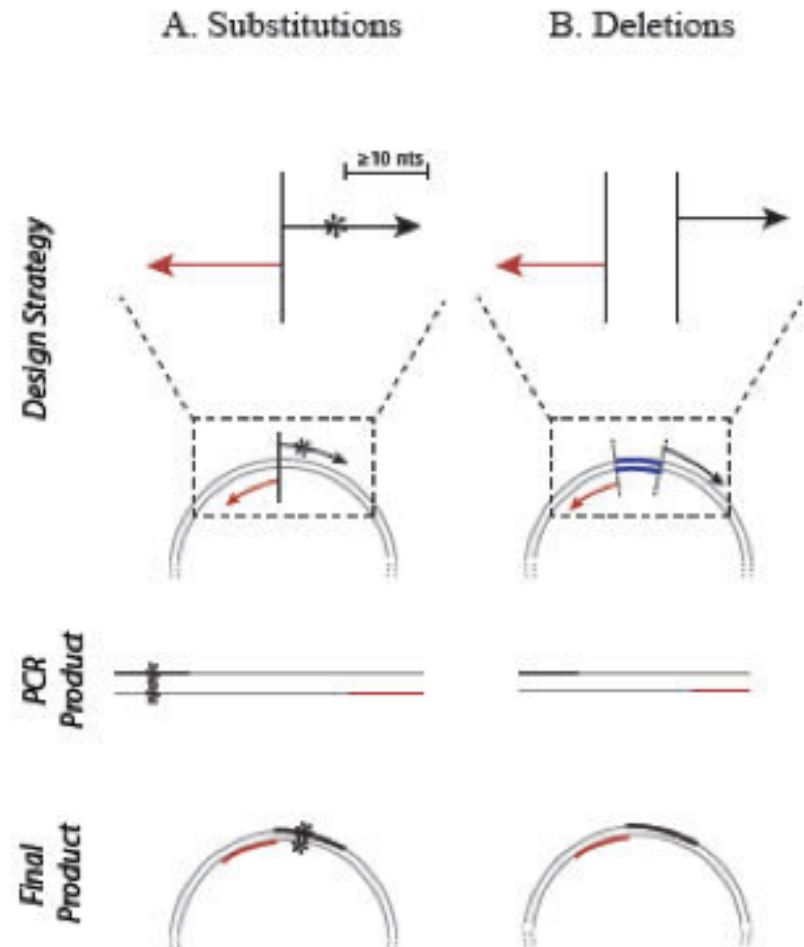 A. Substitutions
B. Deletions
≥10 nts
Design Strategy
PCR
Product
Final
Product